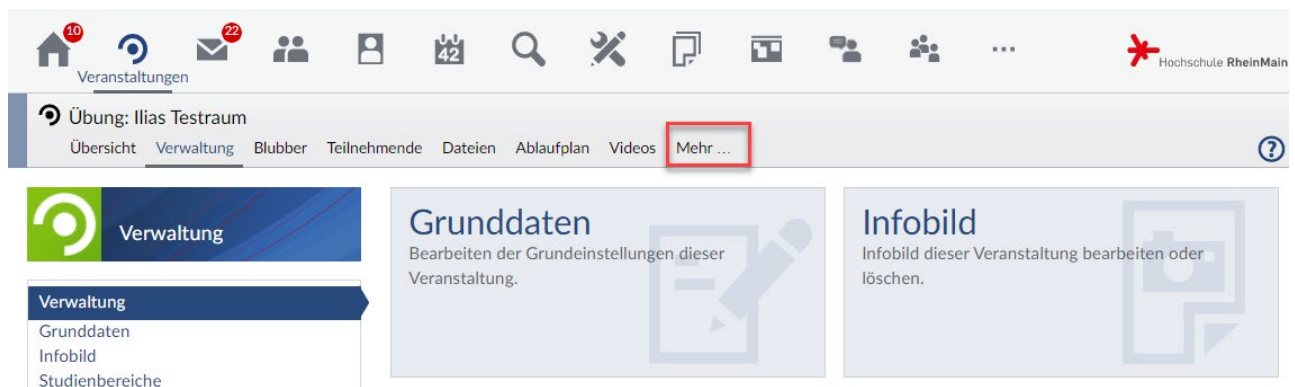 10
22
42
...
Veranstaltungen
Hochschule RheinMain
Übung: Ilias Testraum
Übersicht Verwaltung Blubber Teilnehmende Dateien Ablaufplan Videos Mehr ...
?
Verwaltung
Verwaltung
Grunddaten
Infobild
Studienbereiche
Grunddaten
Bearbeiten der Grundeinstellungen dieser
Veranstaltung.
Infobild
Infobild dieser Veranstaltung bearbeiten oder
löschen.